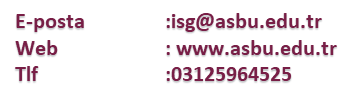 E-posta :isg@asbu.edu.tr
Web : www.asbu.edu.tr
Tlf :03125964525